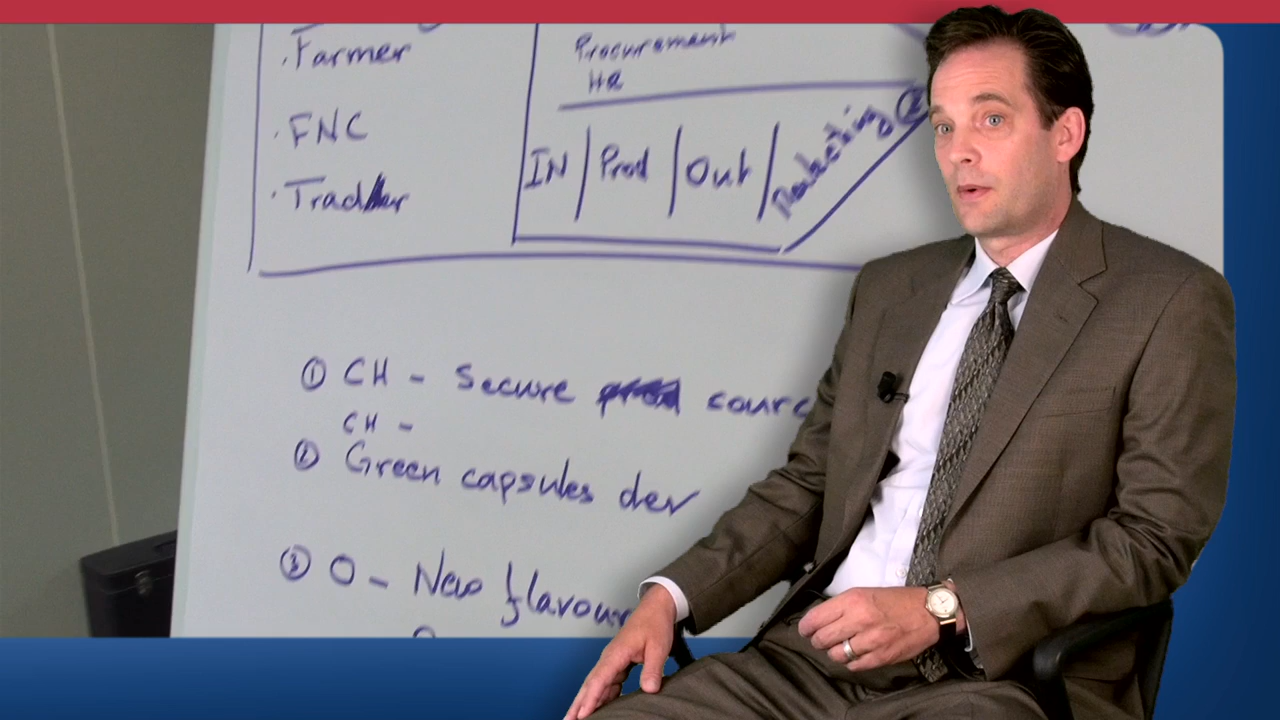 · Farmer
· FNC
· Trader
Procurement
HR
IN | Prod | Out | Marketing
① CH - Secure sourc
CH -
② Green capsules dev
③ O - New flavour